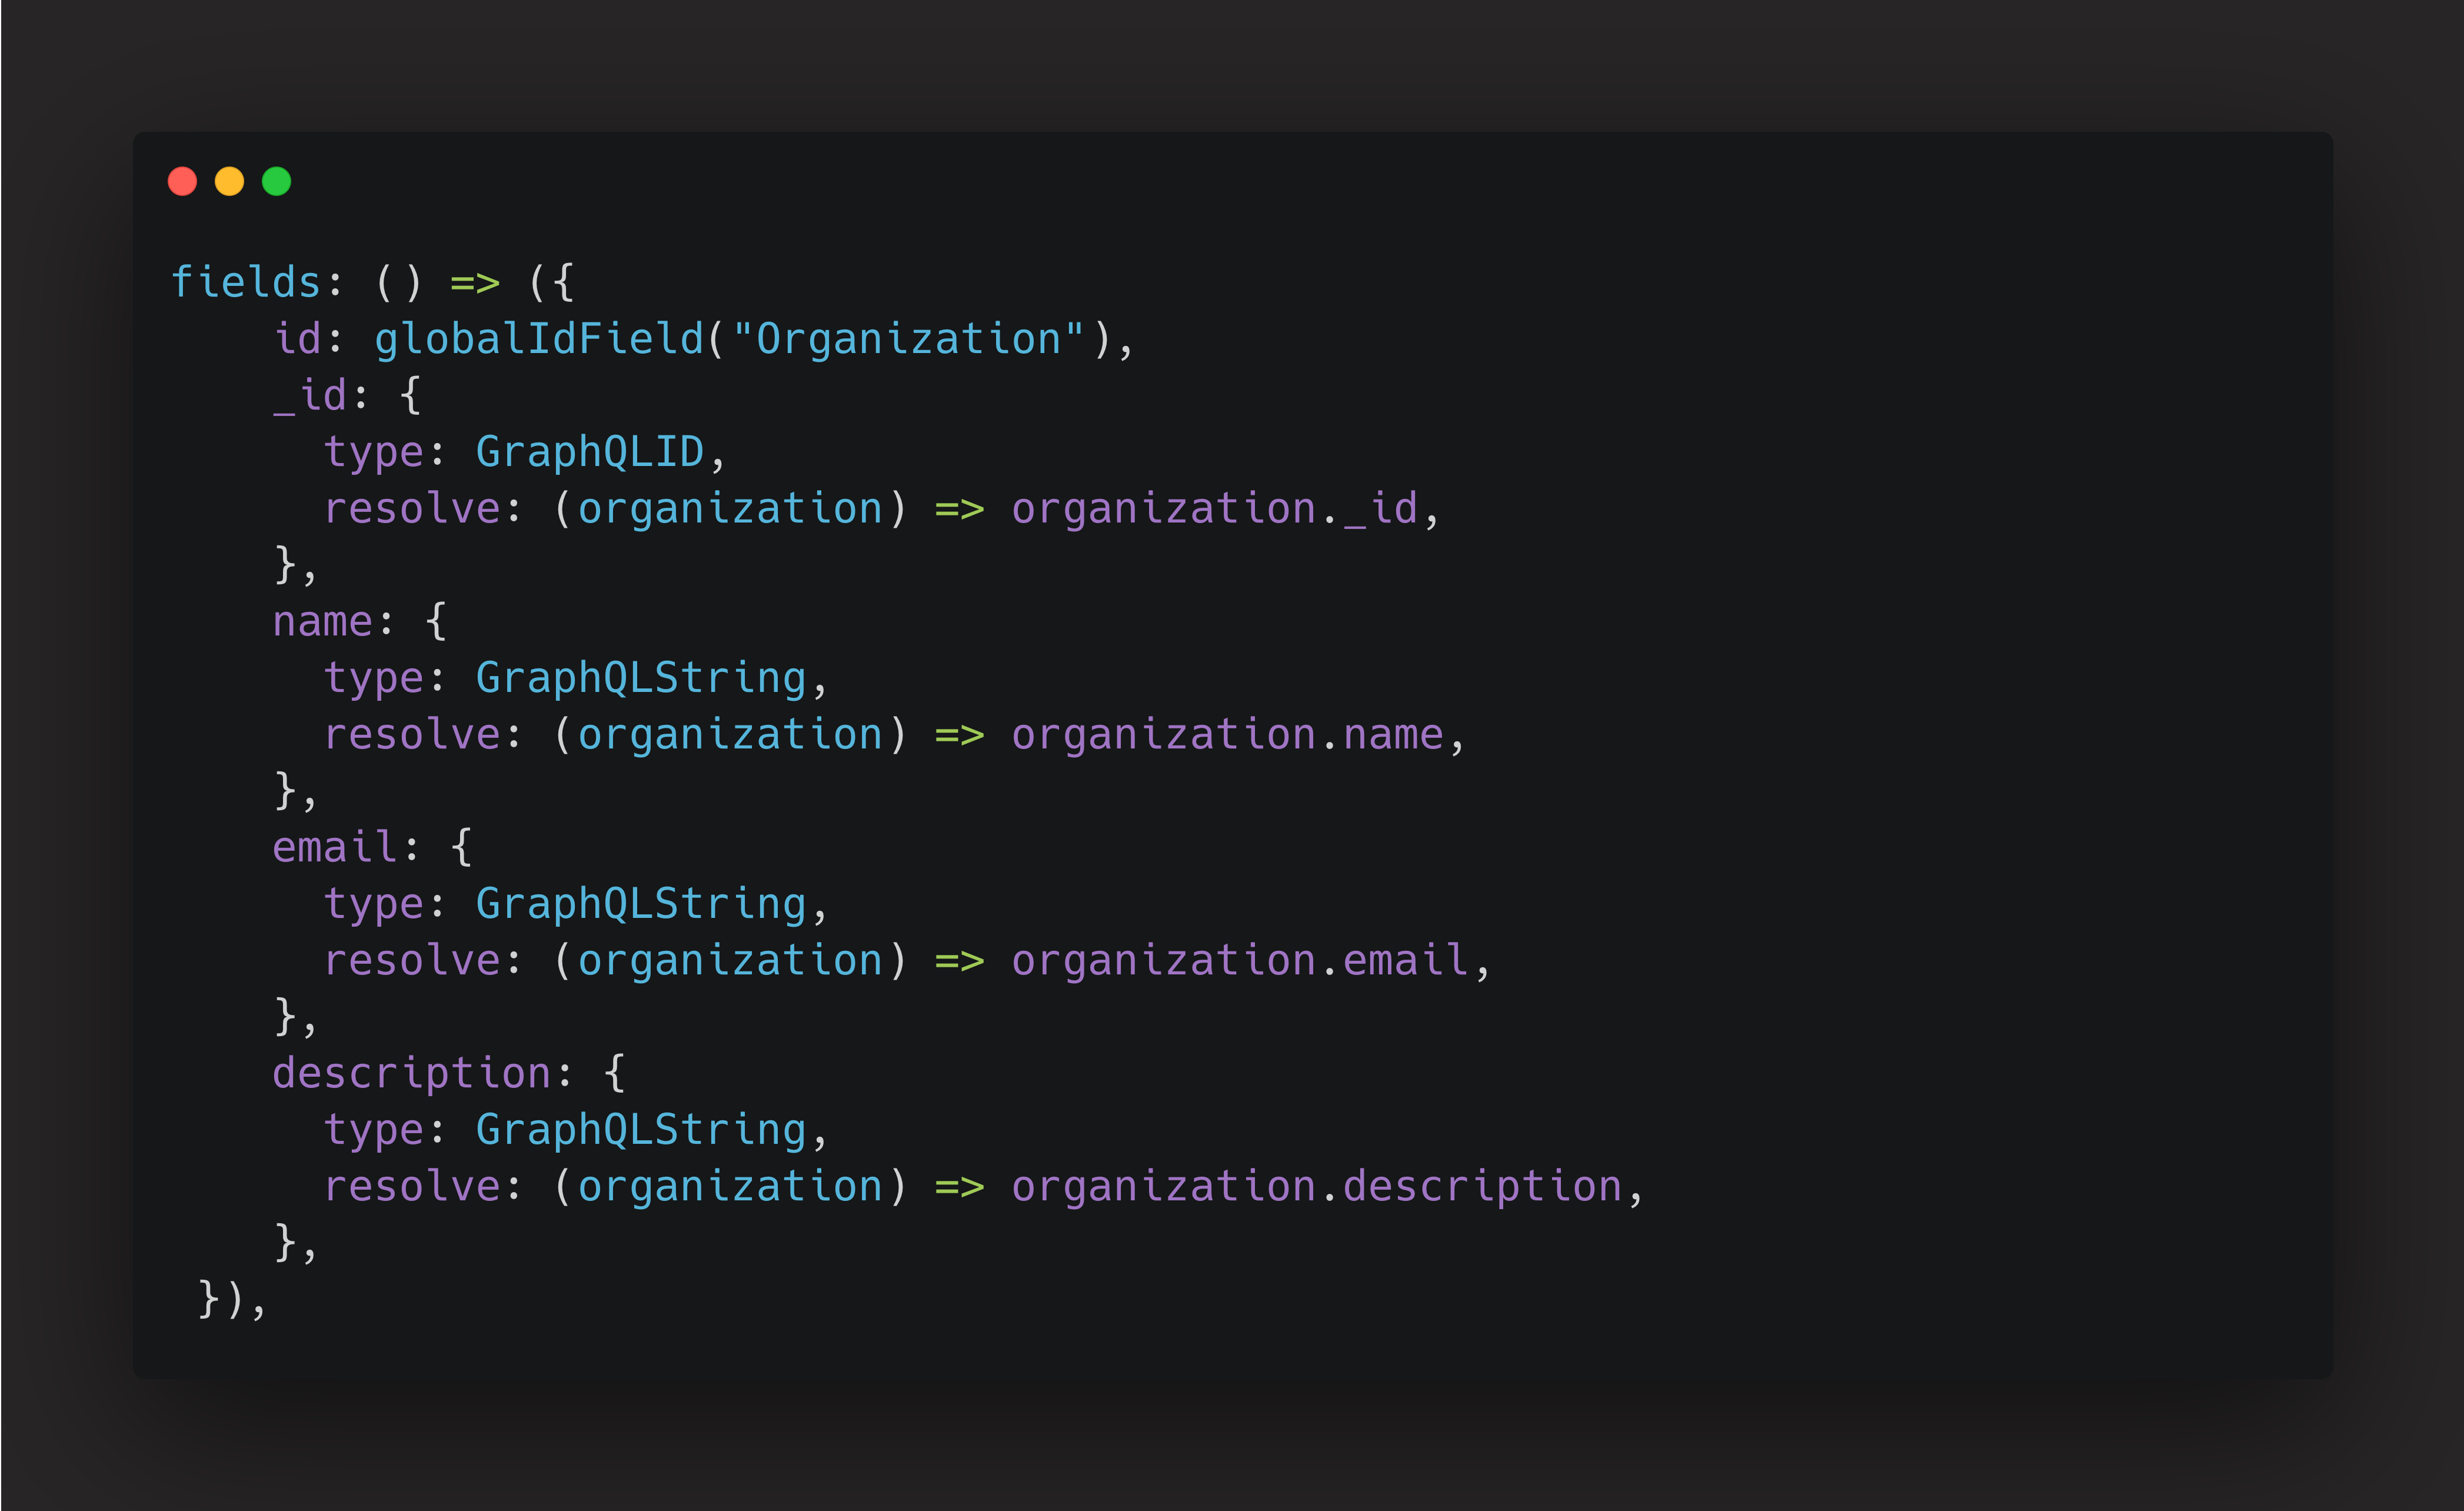 fields: () => ({
    id: globalIdField("Organization"),
    _id: {
      type: GraphQLID,
      resolve: (organization) => organization._id,
    },
    name: {
      type: GraphQLString,
      resolve: (organization) => organization.name,
    },
    email: {
      type: GraphQLString,
      resolve: (organization) => organization.email,
    },
    description: {
      type: GraphQLString,
      resolve: (organization) => organization.description,
    },
 }),